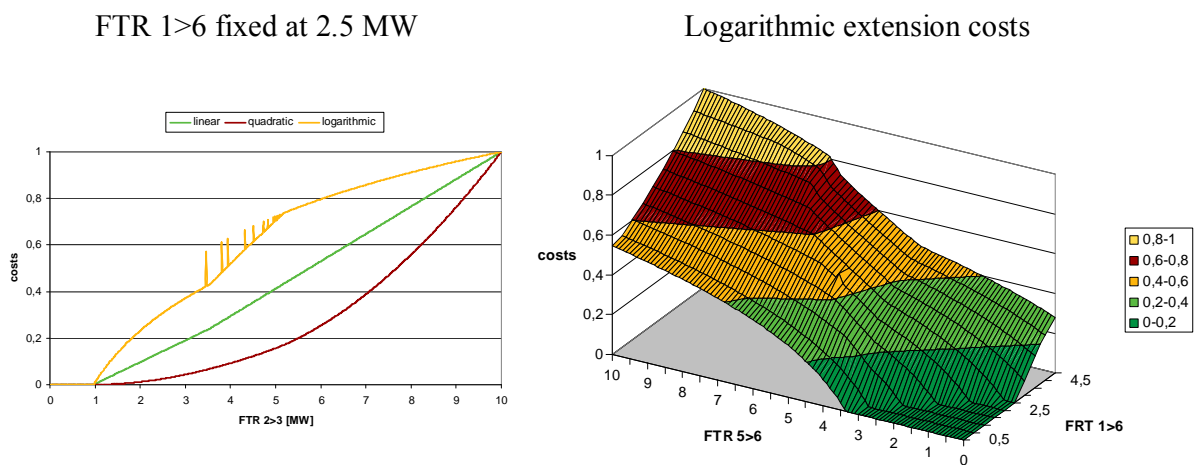 FTR 1>6 fixed at 2.5 MW
Logarithmic extension costs
linear quadratic logarithmic
1
0,8
0,6
0,4
0,2
0
costs
0 1 2 3 4 5 6 7 8 9 10
FTR 2>3 [MW]
1
0,8
0,6
0,4
0,2
0
costs
10 9 8 7 6 5 4 3 2 1 0
FTR 5>6
0,5
2,5
4,5
FRT 1>6
0,8-1
0,6-0,8
0,4-0,6
0,2-0,4
0-0,2